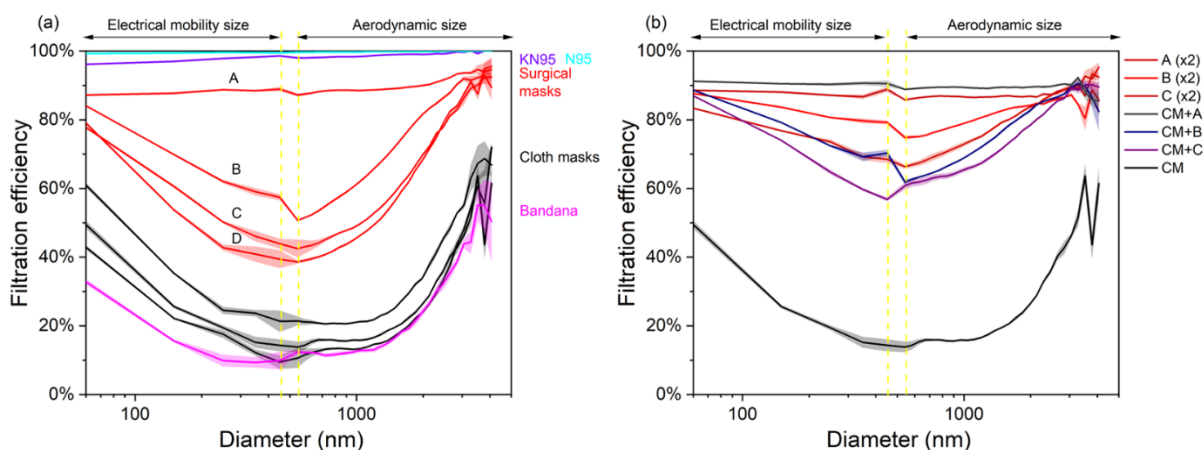 (a)
Electrical mobility size
Aerodynamic size
100%
80%
60%
40%
20%
0%
Filtration efficiency
A
B
C
D
KN95 N95
Surgical
masks
Cloth masks
Bandana
100
1000
Diameter (nm)
(b)
Electrical mobility size
Aerodynamic size
100%
80%
60%
40%
20%
0%
Filtration efficiency
A (x2)
B (x2)
C (x2)
CM+A
CM+B
CM+C
CM
100
1000
Diameter (nm)